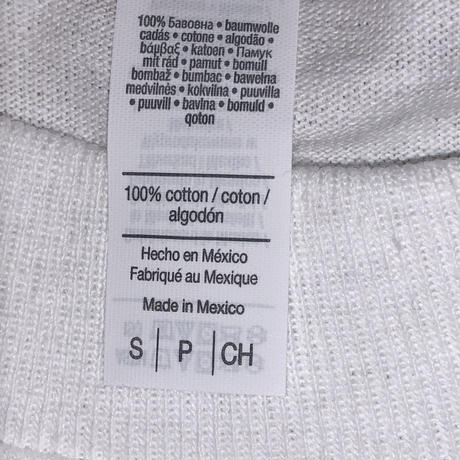 100% Бавовна • baumwolle
cadás • cotone • algodão •
βάμβαξ • katoen • Памук
mit rád • pamut • bomull
bombaž • bumbac • bawełna
medvilnės • kokvilna • puuvilla
• puuvill • bavlna • bomuld •
qoton
100% cotton / coton /
algodón
Hecho en México
Fabriqué au Mexique
Made in Mexico
S | P | CH